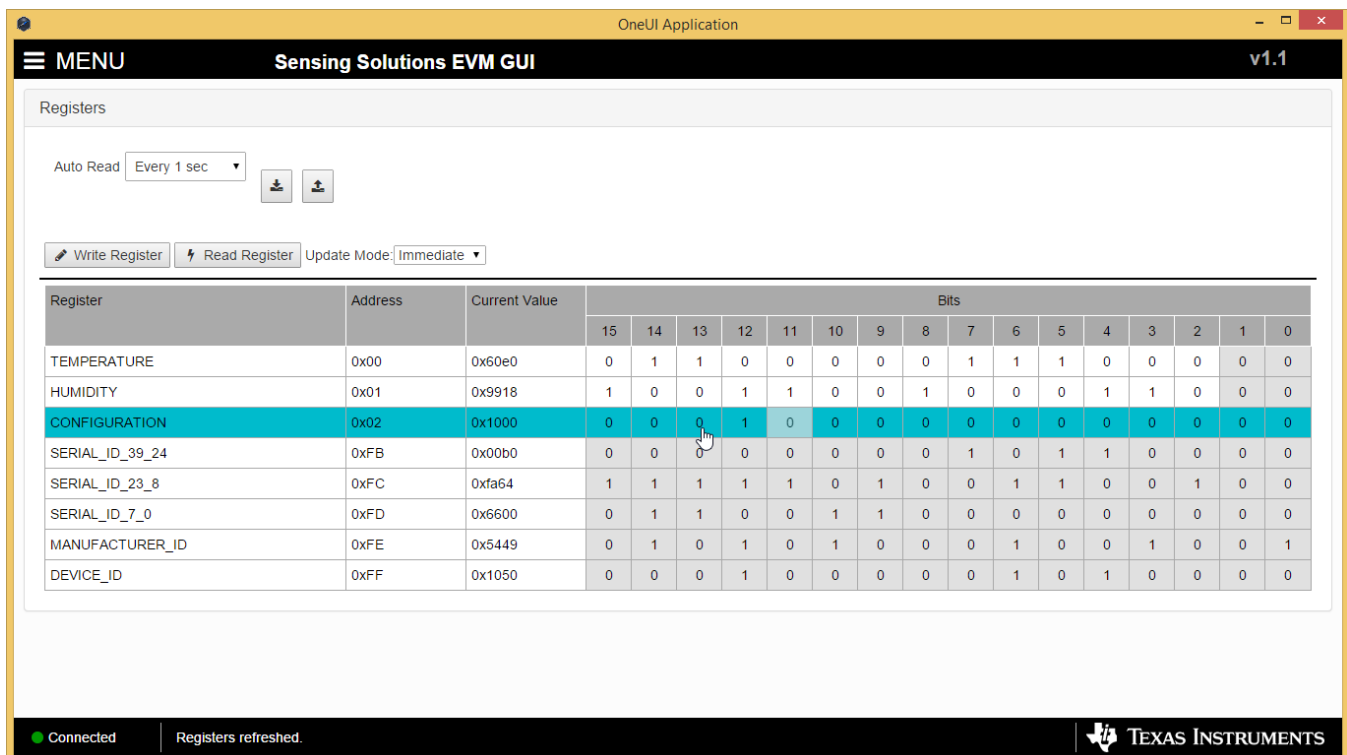 OneUI Application
MENU Sensing Solutions EVM GUI v1.1
Registers
Auto Read Every 1 sec
Write Register Read Register Update Mode: Immediate
Register Address Current Value Bits
15 14 13 12 11 10 9 8 7 6 5 4 3 2 1 0
TEMPERATURE 0x00 0x60e0 0 1 1 0 0 0 0 0 1 1 1 0 0 0 0 0
HUMIDITY 0x01 0x9918 1 0 0 1 1 0 0 1 0 0 0 1 1 0 0 0
CONFIGURATION 0x02 0x1000 0 0 0 1 0 0 0 0 0 0 0 0 0 0 0 0
SERIAL_ID_39_24 0xFB 0x00b0 0 0 0 0 0 0 0 0 1 0 1 1 0 0 0 0
SERIAL_ID_23_8 0xFC 0xfa64 1 1 1 1 1 0 1 0 0 1 1 0 0 1 0 0
SERIAL_ID_7_0 0xFD 0x6600 0 1 1 0 0 1 1 0 0 0 0 0 0 0 0 0
MANUFACTURER_ID 0xFE 0x5449 0 1 0 1 0 1 0 0 0 1 0 0 1 0 0 1
DEVICE_ID 0xFF 0x1050 0 0 0 1 0 0 0 0 0 1 0 1 0 0 0 0
Connected Registers refreshed. TEXAS INSTRUMENTS